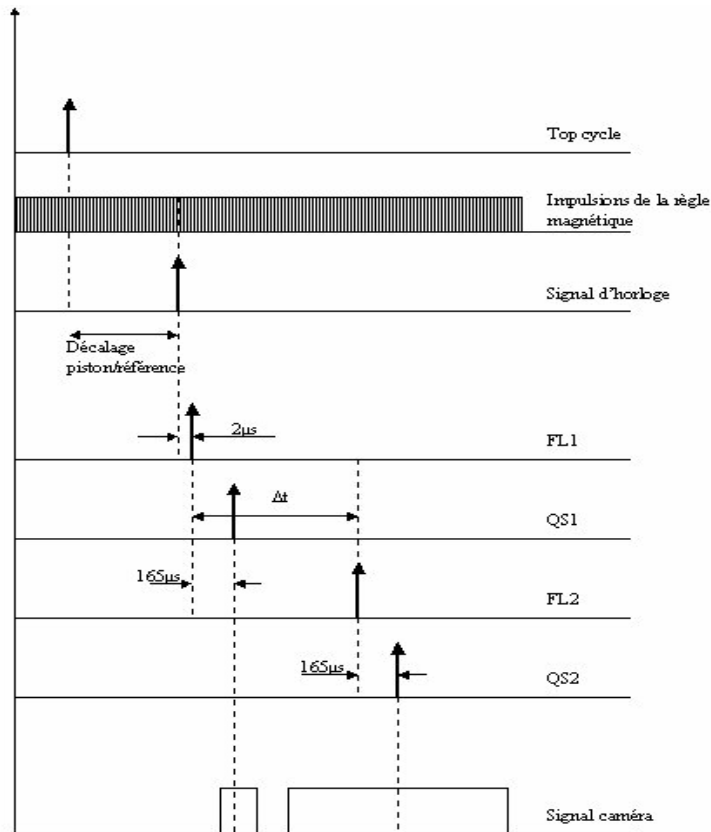 Top cycle
Impulsions de la règle
magnétique
Signal d'horloge
Décalage
piston/référence
2µs
FL1
Δt
QS1
165µs
FL2
165µs
QS2
Signal caméra